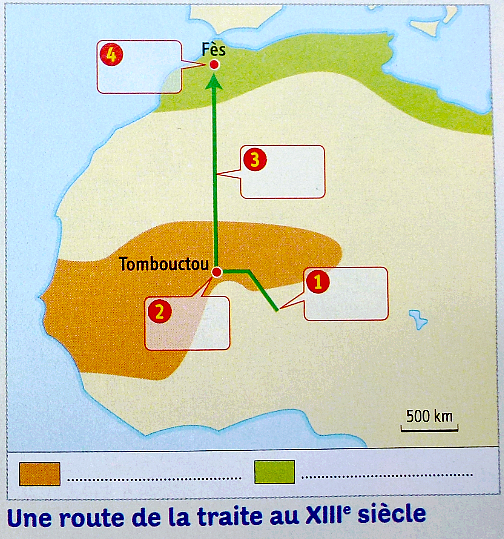 4
Fès
3
Tombouctou
1
2
500 km
Une route de la traite au XIIIe siècle